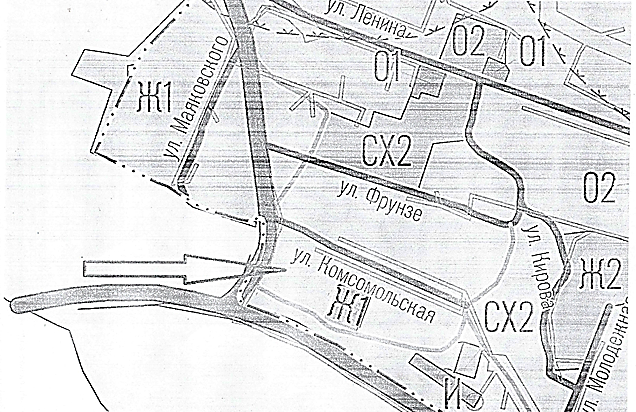 ул. Ленина
О2
О1
О1
Ж1
ул. Маяковского
СХ2
О2
ул. Фрунзе
ул. Кирова
Ж2
ул. Комсомольская
Ж1
СХ2
ул. Молодежная
И